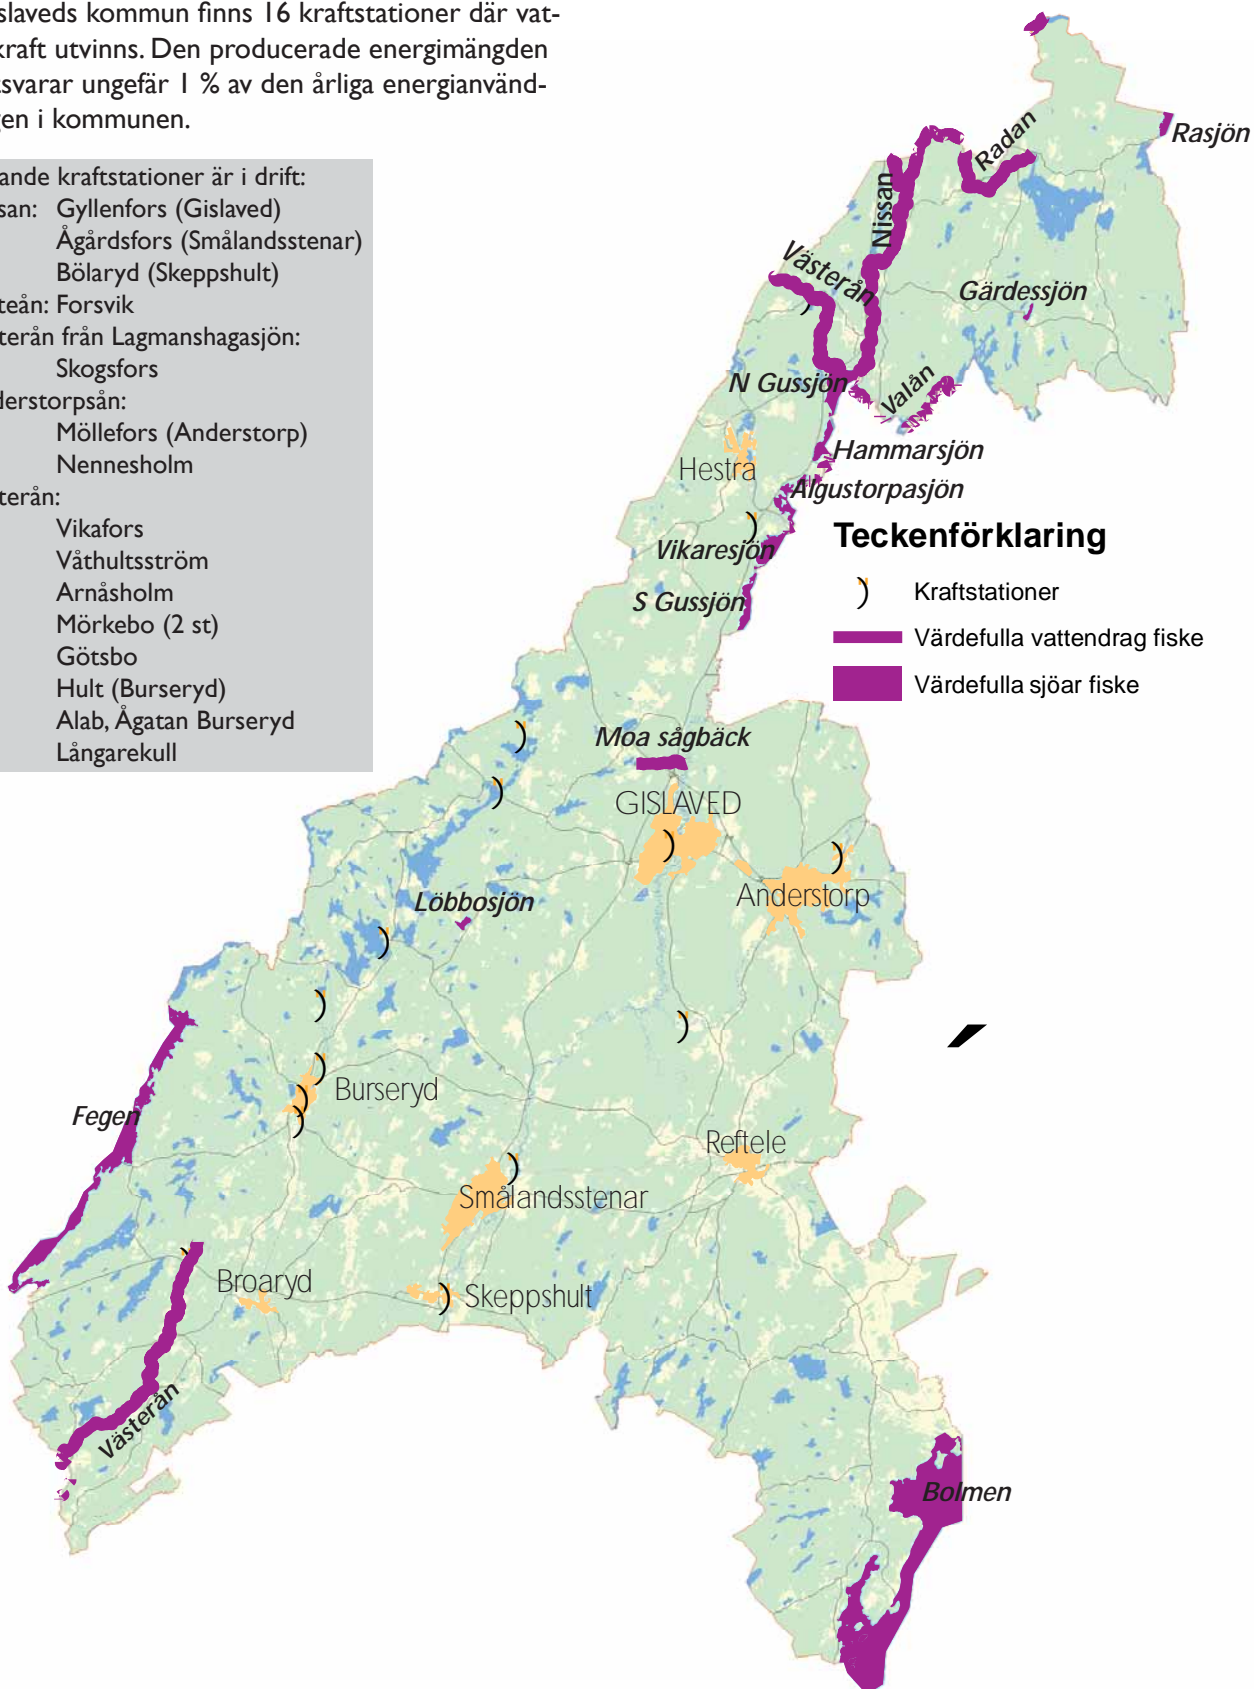 slaveds kommun finns 16 kraftstationer där vat-
kraft utvinns. Den producerade energimängden
svarar ungefär 1 % av den årliga energianvänd-
gen i kommunen.
ande kraftstationer är i drift:
san: Gyllenfors (Gislaved)
Ågårdsfors (Smålandsstenar)
Bölaryd (Skeppshult)
teån: Forsvik
terån från Lagmanshagasjön:
Skogsfors
derstorpsån:
Möllefors (Anderstorp)
Nennesholm
terån:
Vikafors
Våthultsström
Arnåsholm
Mörkebo (2 st)
Götsbo
Hult (Burseryd)
Alab, Ågatan Burseryd
Långarekull
Rasjön
Radan
Nissan
Västerån
Gärdessjön
N Gussjön
Valån
Hestra
Hammarsjön
Algustorpasjön
Vikaresjön
S Gussjön
Teckenförklaring
Kraftstationer
Värdefulla vattendrag fiske
Värdefulla sjöar fiske
Moa sågbäck
GISLAVED
Anderstorp
Löbbosjön
Burseryd
Fegen
Reftele
Smålandsstenar
Broaryd
Skeppshult
Västerån
Bolmen